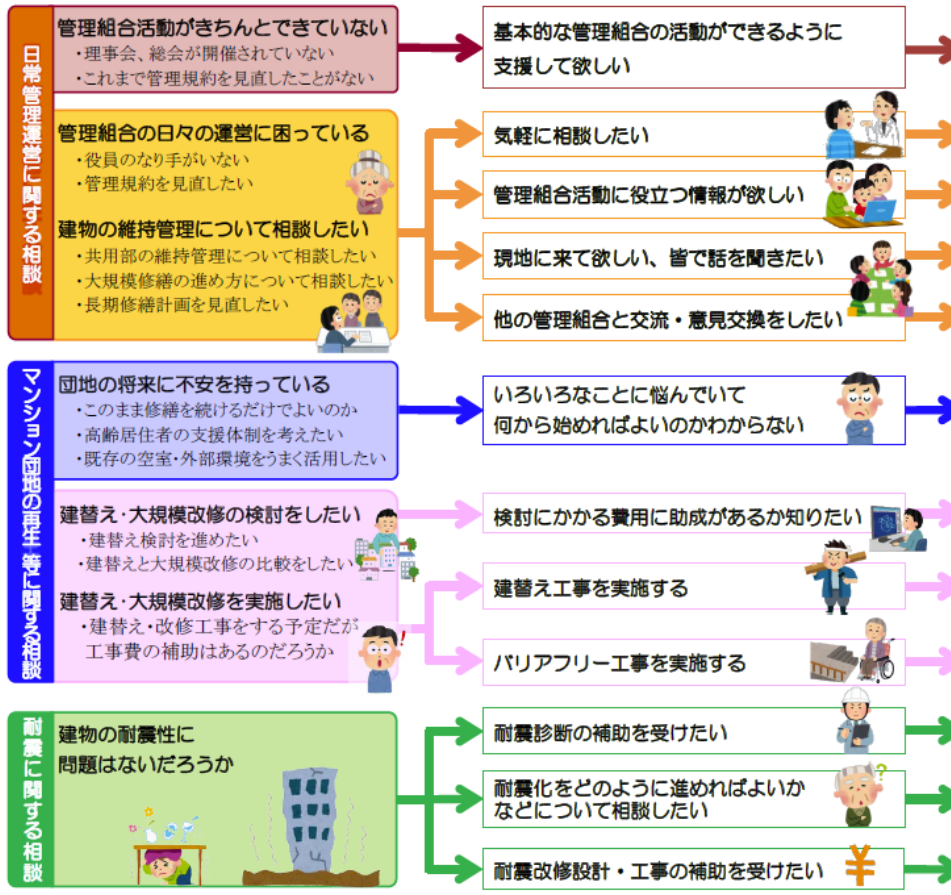 日常管理運営に関する相談
管理組合活動がきちんとできていない
・理事会、総会が開催されていない
・これまで管理規約を見直したことがない
基本的な管理組合の活動ができるように
支援して欲しい
管理組合の日々の運営に困っている
・役員のなり手がいない
・管理規約を見直したい
建物の維持管理について相談したい
・共用部の維持管理について相談したい
・大規模修繕の進め方について相談したい
・長期修繕計画を見直したい
気軽に相談したい
管理組合活動に役立つ情報が欲しい
現地に来て欲しい、皆で話を聞きたい
他の管理組合と交流・意見交換をしたい
マンション団地の再生等に関する相談
団地の将来に不安を持っている
・このまま修繕を続けるだけでよいのか
・高齢居住者の支援体制を考えたい
・既存の空室・外部環境をうまく活用したい
いろいろなことに悩んでいて
何から始めればよいのかわからない
建替え・大規模改修の検討をしたい
・建替え検討を進めたい
・建替えと大規模改修の比較をしたい
建替え・大規模改修を実施したい
・建替え・改修工事をする予定だが
工事費の補助はあるのだろうか
!
検討にかかる費用に助成があるか知りたい
建替え工事を実施する
バリアフリー工事を実施する
耐震に関する相談
建物の耐震性に
問題はないだろうか
耐震診断の補助を受けたい
耐震化をどのように進めればよいか
などについて相談したい
?
耐震改修設計・工事の補助を受けたい
¥